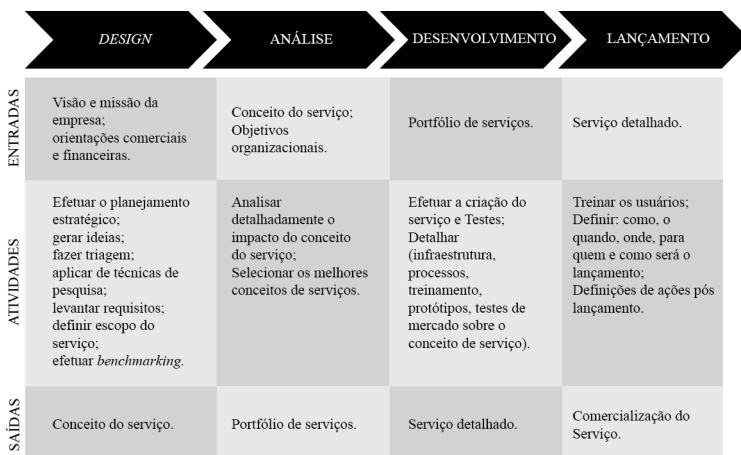 DESIGN
ANÁLISE
DESENVOLVIMENTO
LANÇAMENTO
ENTRADAS
Visão e missão da
empresa;
orientações comerciais
e financeiras.
Conceito do serviço;
Objetivos
organizacionais.
Portfólio de serviços.
Serviço detalhado.
ATIVIDADES
Efetuar o planejamento
estratégico;
gerar ideias;
fazer triagem;
aplicar de técnicas de
pesquisa;
levantar requisitos;
definir escopo do
serviço;
efetuar benchmarking.
Analisar
detalhadamente o
impacto do conceito
do serviço;
Selecionar os melhores
conceitos de serviços.
Efetuar a criação do
serviço e Testes;
Detalhar
(infraestrutura,
processos,
treinamento,
protótipos, testes de
mercado sobre o
conceito de serviço).
Treinar os usuários;
Definir: como, o
quando, onde, para
quem e como será o
lançamento;
Definições de ações pós
lançamento.
SAÍDAS
Conceito do serviço.
Portfólio de serviços.
Serviço detalhado.
Comercialização do
Serviço.